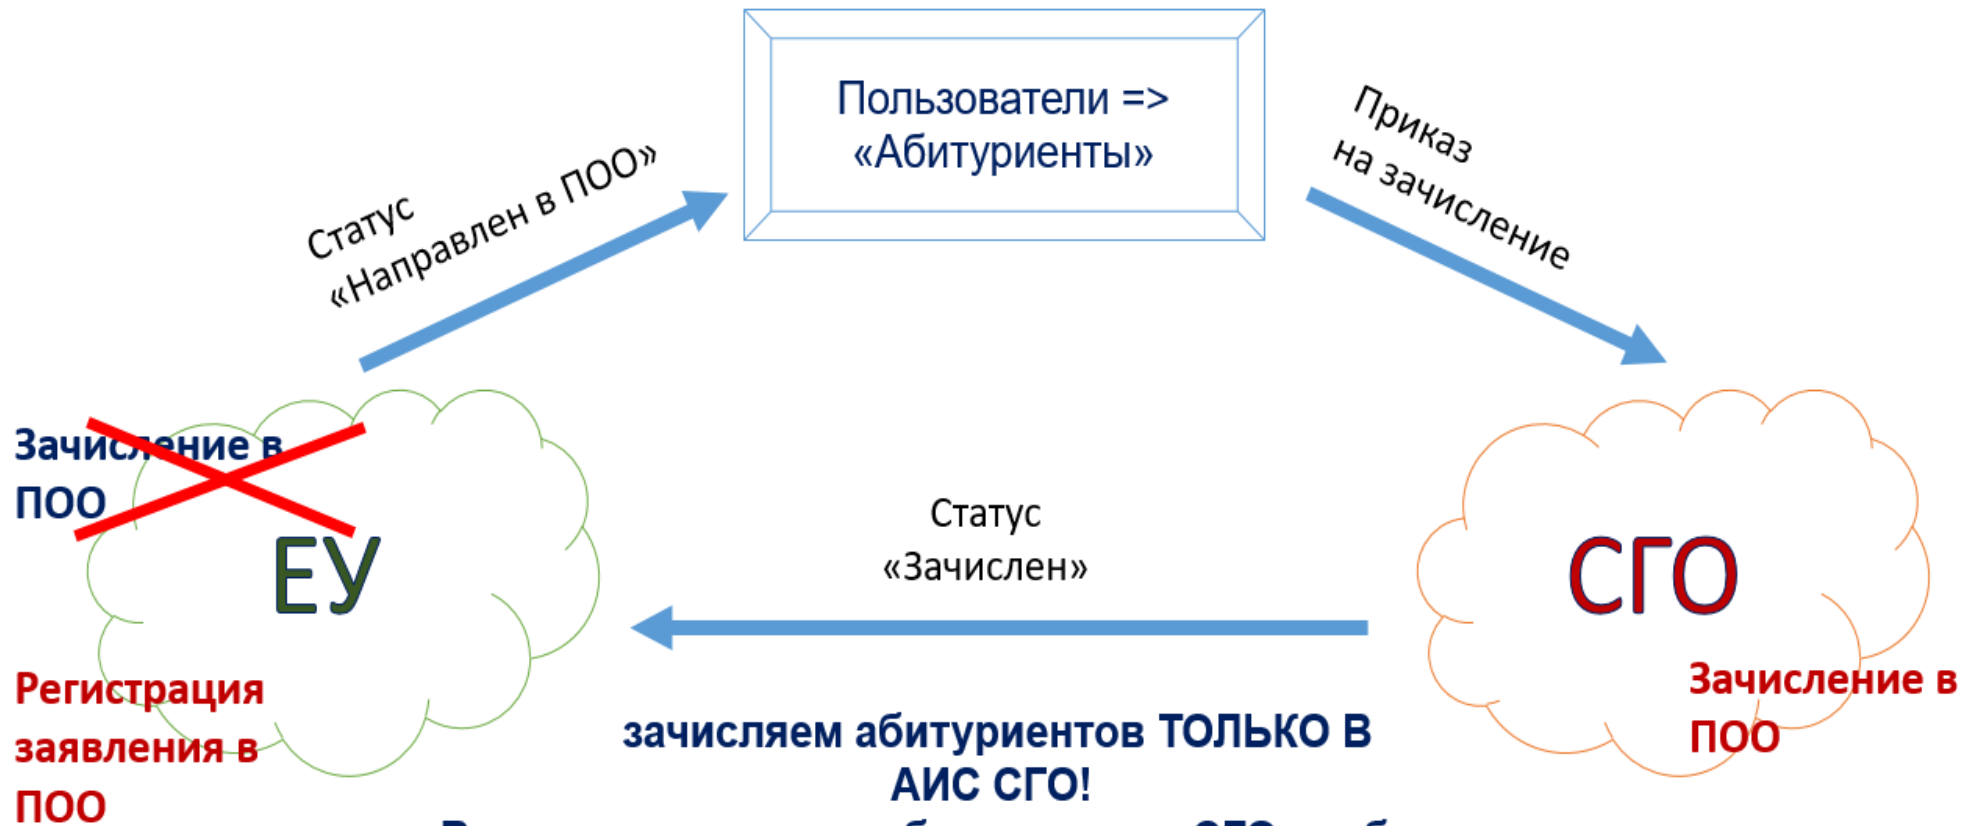 Пользователи =>
«Абитуриенты»
Статус
«Направлен в ПОО»
Приказ
на зачисление
Зачисление в
ПОО
ЕУ
Регистрация
заявления в
ПОО
Статус
«Зачислен»
СГО
Зачисление в
ПОО
зачисляем абитуриентов ТОЛЬКО В
АИС СГО!